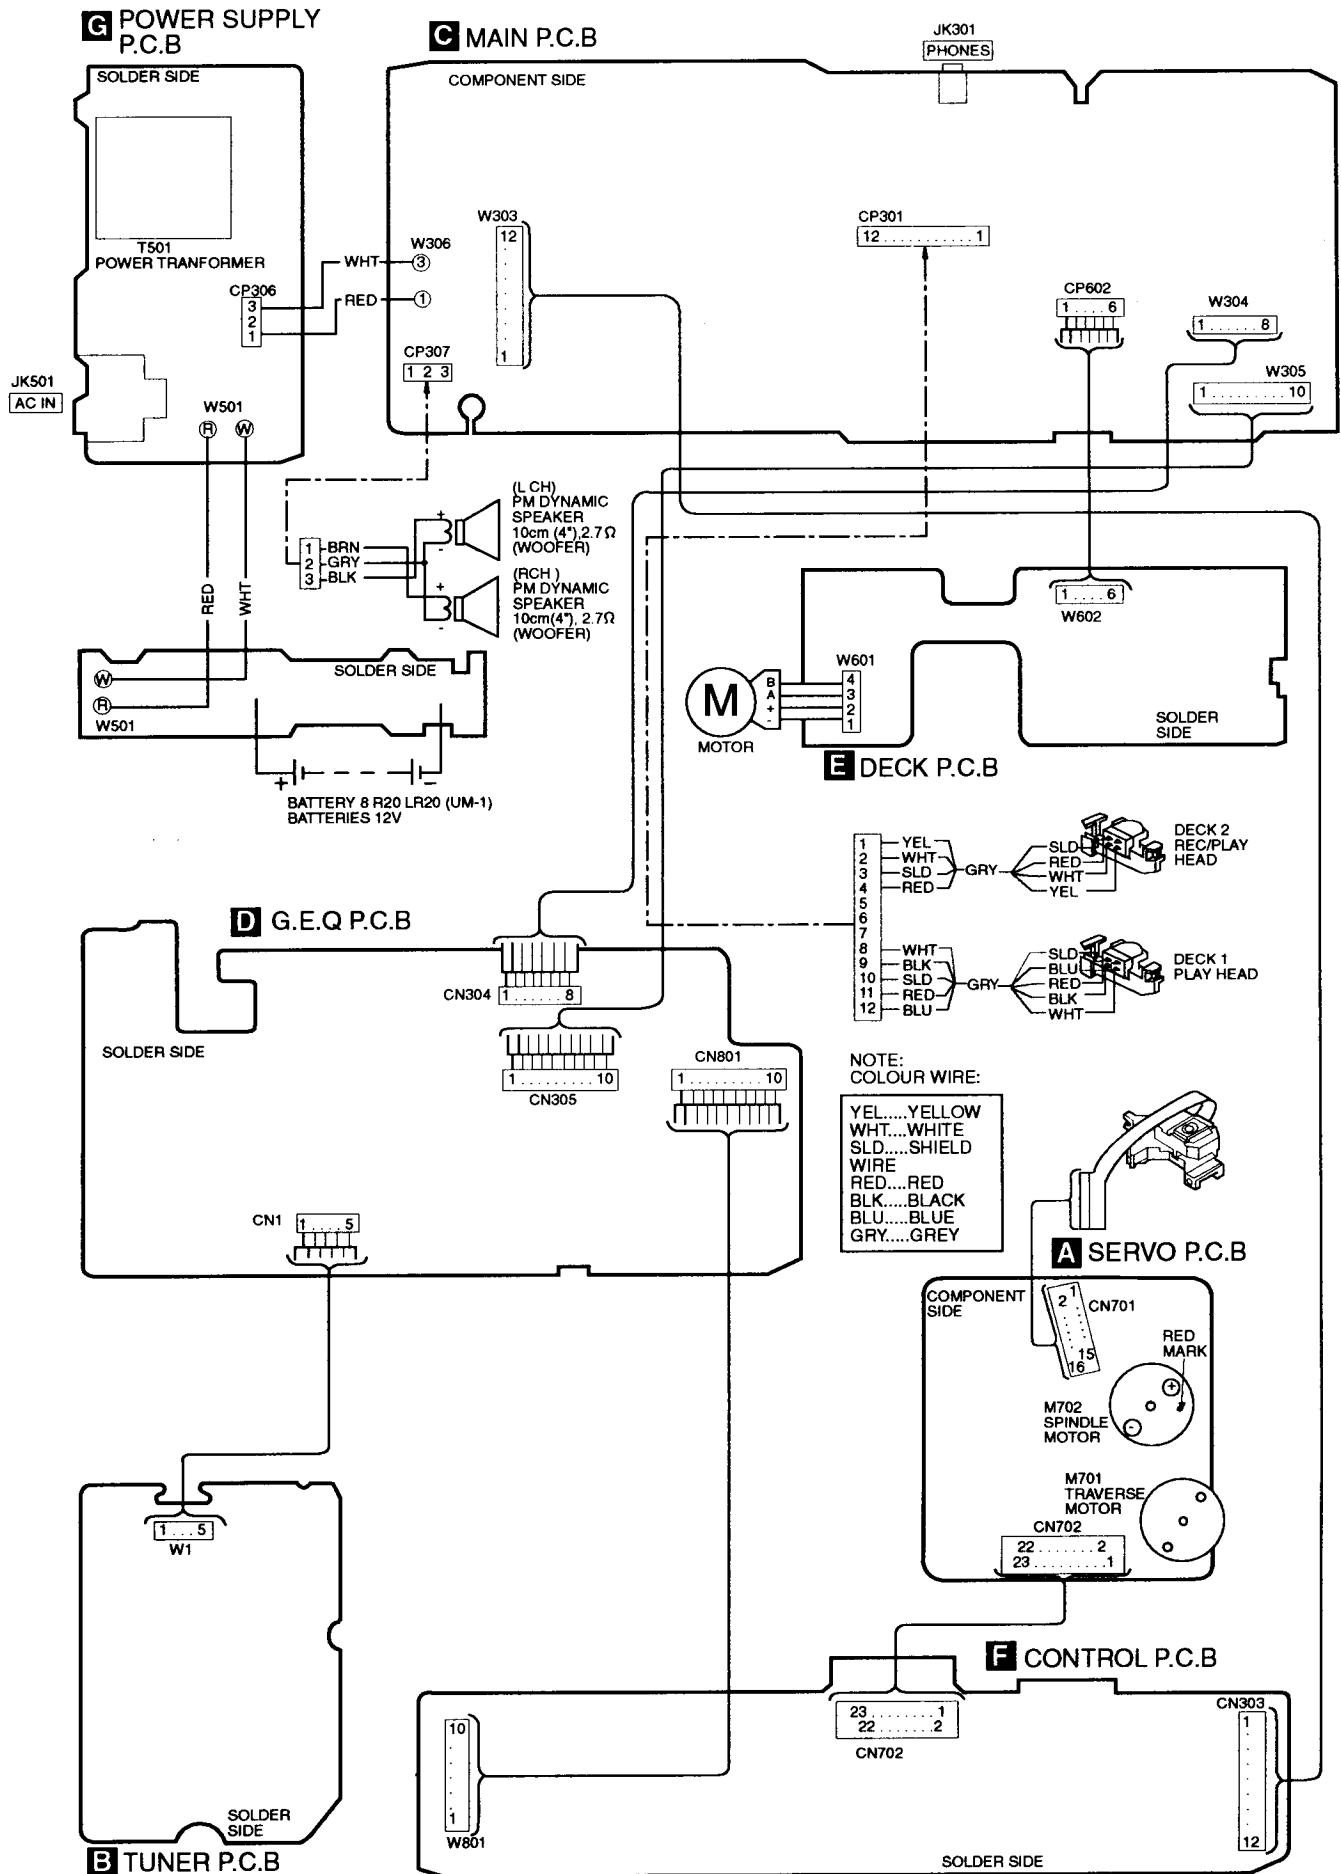 G POWER SUPPLY
P.C.B
SOLDER SIDE
T501
POWER TRANFORMER
CP306
3
2
1
JK501
AC IN
W501
R W
WHT
RED
C MAIN P.C.B
COMPONENT SIDE
JK301
PHONES
W303
12
1
W306
3
1
CP307
1 2 3
CP301
12 . . . . . . . . . . 1
CP602
1 . . . . 6
W304
1 . . . . . . 8
W305
1 . . . . . . . . 10
RED
WHT
1 BRN
2 GRY
3 BLK
+
-
(L CH)
PM DYNAMIC
SPEAKER
10cm (4"),2.7Ω
(WOOFER)
+
-
(RCH )
PM DYNAMIC
SPEAKER
10cm(4"), 2.7Ω
(WOOFER)
SOLDER SIDE
W
R
W501
+ -
BATTERY 8 R20 LR20 (UM-1)
BATTERIES 12V
1 . . . . 6
W602
W601
4
3
2
1
B
A
+
-
M
MOTOR
SOLDER
SIDE
E DECK P.C.B
1 YEL
2 WHT
3 SLD
4 RED
5
6
7
8 WHT
9 BLK
10 SLD
11 RED
12 BLU
GRY
SLD
RED
WHT
YEL
DECK 2
REC/PLAY
HEAD
GRY
SLD
BLU
RED
BLK
WHT
DECK 1
PLAY HEAD
D G.E.Q P.C.B
SOLDER SIDE
CN304
1 . . . . . . 8
1 . . . . . . . . . 10
CN305
CN801
1 . . . . . . . . . 10
CN1
1 . . . . 5
NOTE:
COLOUR WIRE:
YEL.....YELLOW
WHT....WHITE
SLD.....SHIELD
WIRE
RED....RED
BLK.....BLACK
BLU.....BLUE
GRY.....GREY
A SERVO P.C.B
COMPONENT
SIDE
1
2
CN701
15
16
RED
MARK
+
-
M702
SPINDLE
MOTOR
M701
TRAVERSE
MOTOR
CN702
22 . . . . . . . 2
23 . . . . . . . . . 1
1 . . . 5
W1
SOLDER
SIDE
B TUNER P.C.B
F CONTROL P.C.B
10
1
W801
23 . . . . . . . . 1
22 . . . . . . . 2
CN702
CN303
1
12
SOLDER SIDE